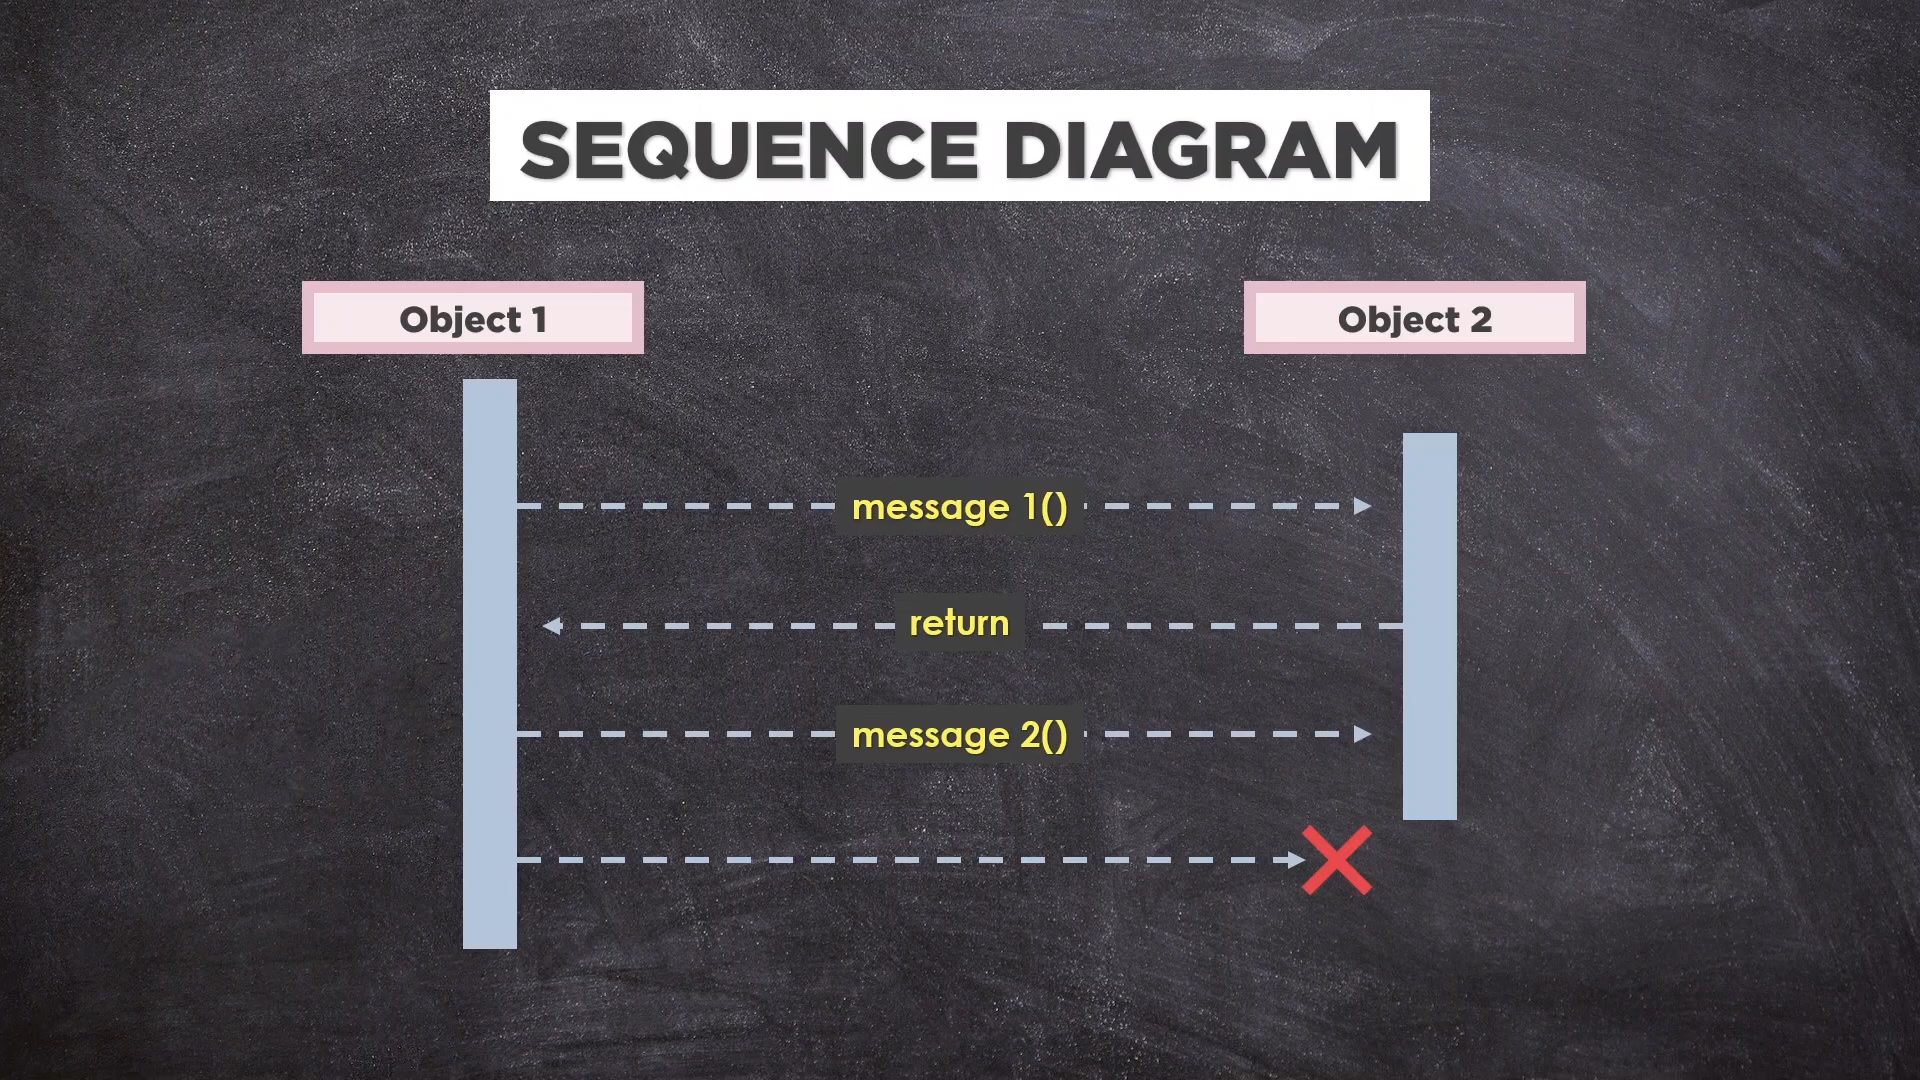 SEQUENCE DIAGRAM
Object 1
Object 2
message 1()
return
message 2()